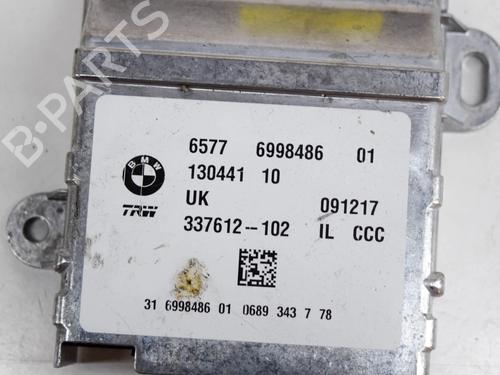 B-PARTS
6577 6998486 01
130441 10
BMW
UK 091217
TRW
337612--102 IL CCC
31 6998486 01 0689 343 7 78